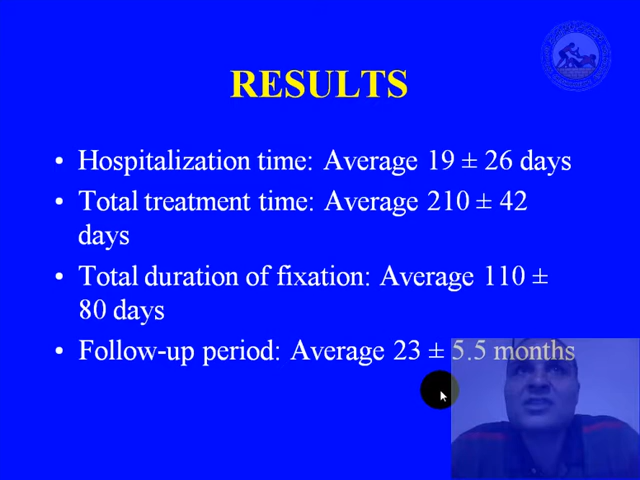 RESULTS
• Hospitalization time: Average 19 ± 26 days
• Total treatment time: Average 210 ± 42
days
• Total duration of fixation: Average 110 ±
80 days
• Follow-up period: Average 23 ± 5.5 months